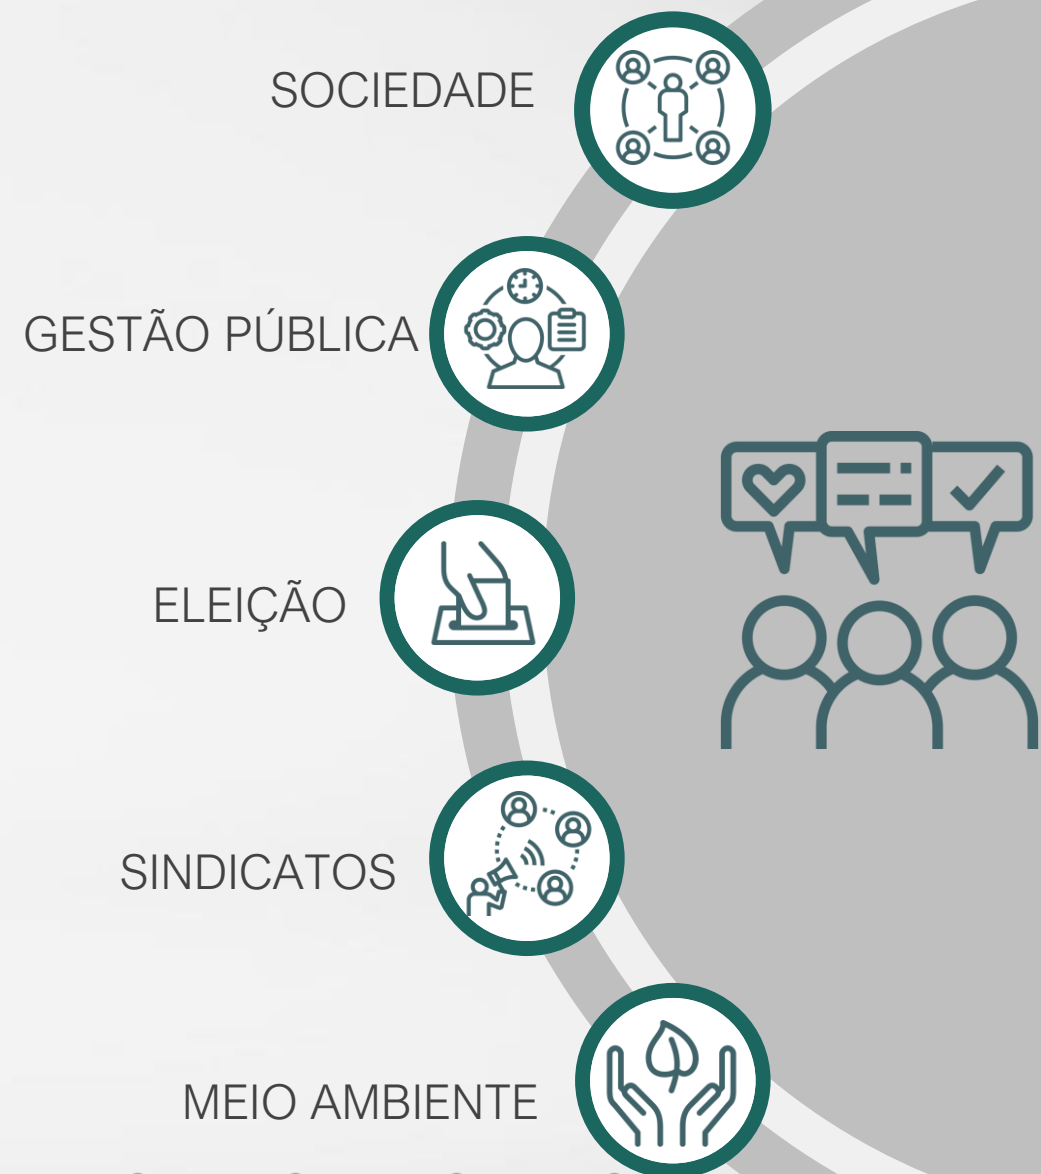 SOCIEDADE
GESTÃO PÚBLICA
ELEIÇÃO
SINDICATOS
MEIO AMBIENTE